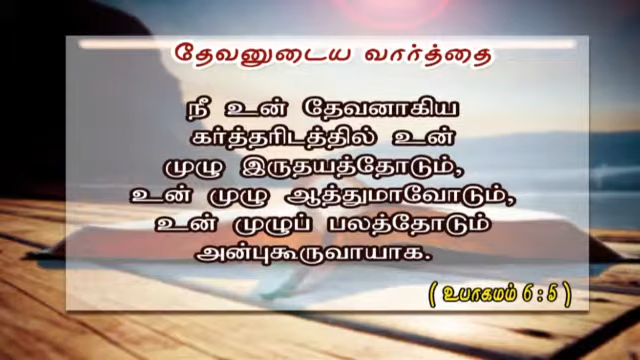 தேவனுடைய வார்த்தை
நீ உன் தேவனாகிய
கர்த்தரிடத்தில் உன்
முழு இருதயத்தோடும்,
உன் முழு ஆத்துமாவோடும்,
உன் முழுப் பலத்தோடும்
அன்புகூருவாயாக.
( உபாகமம் 6 : 5 )